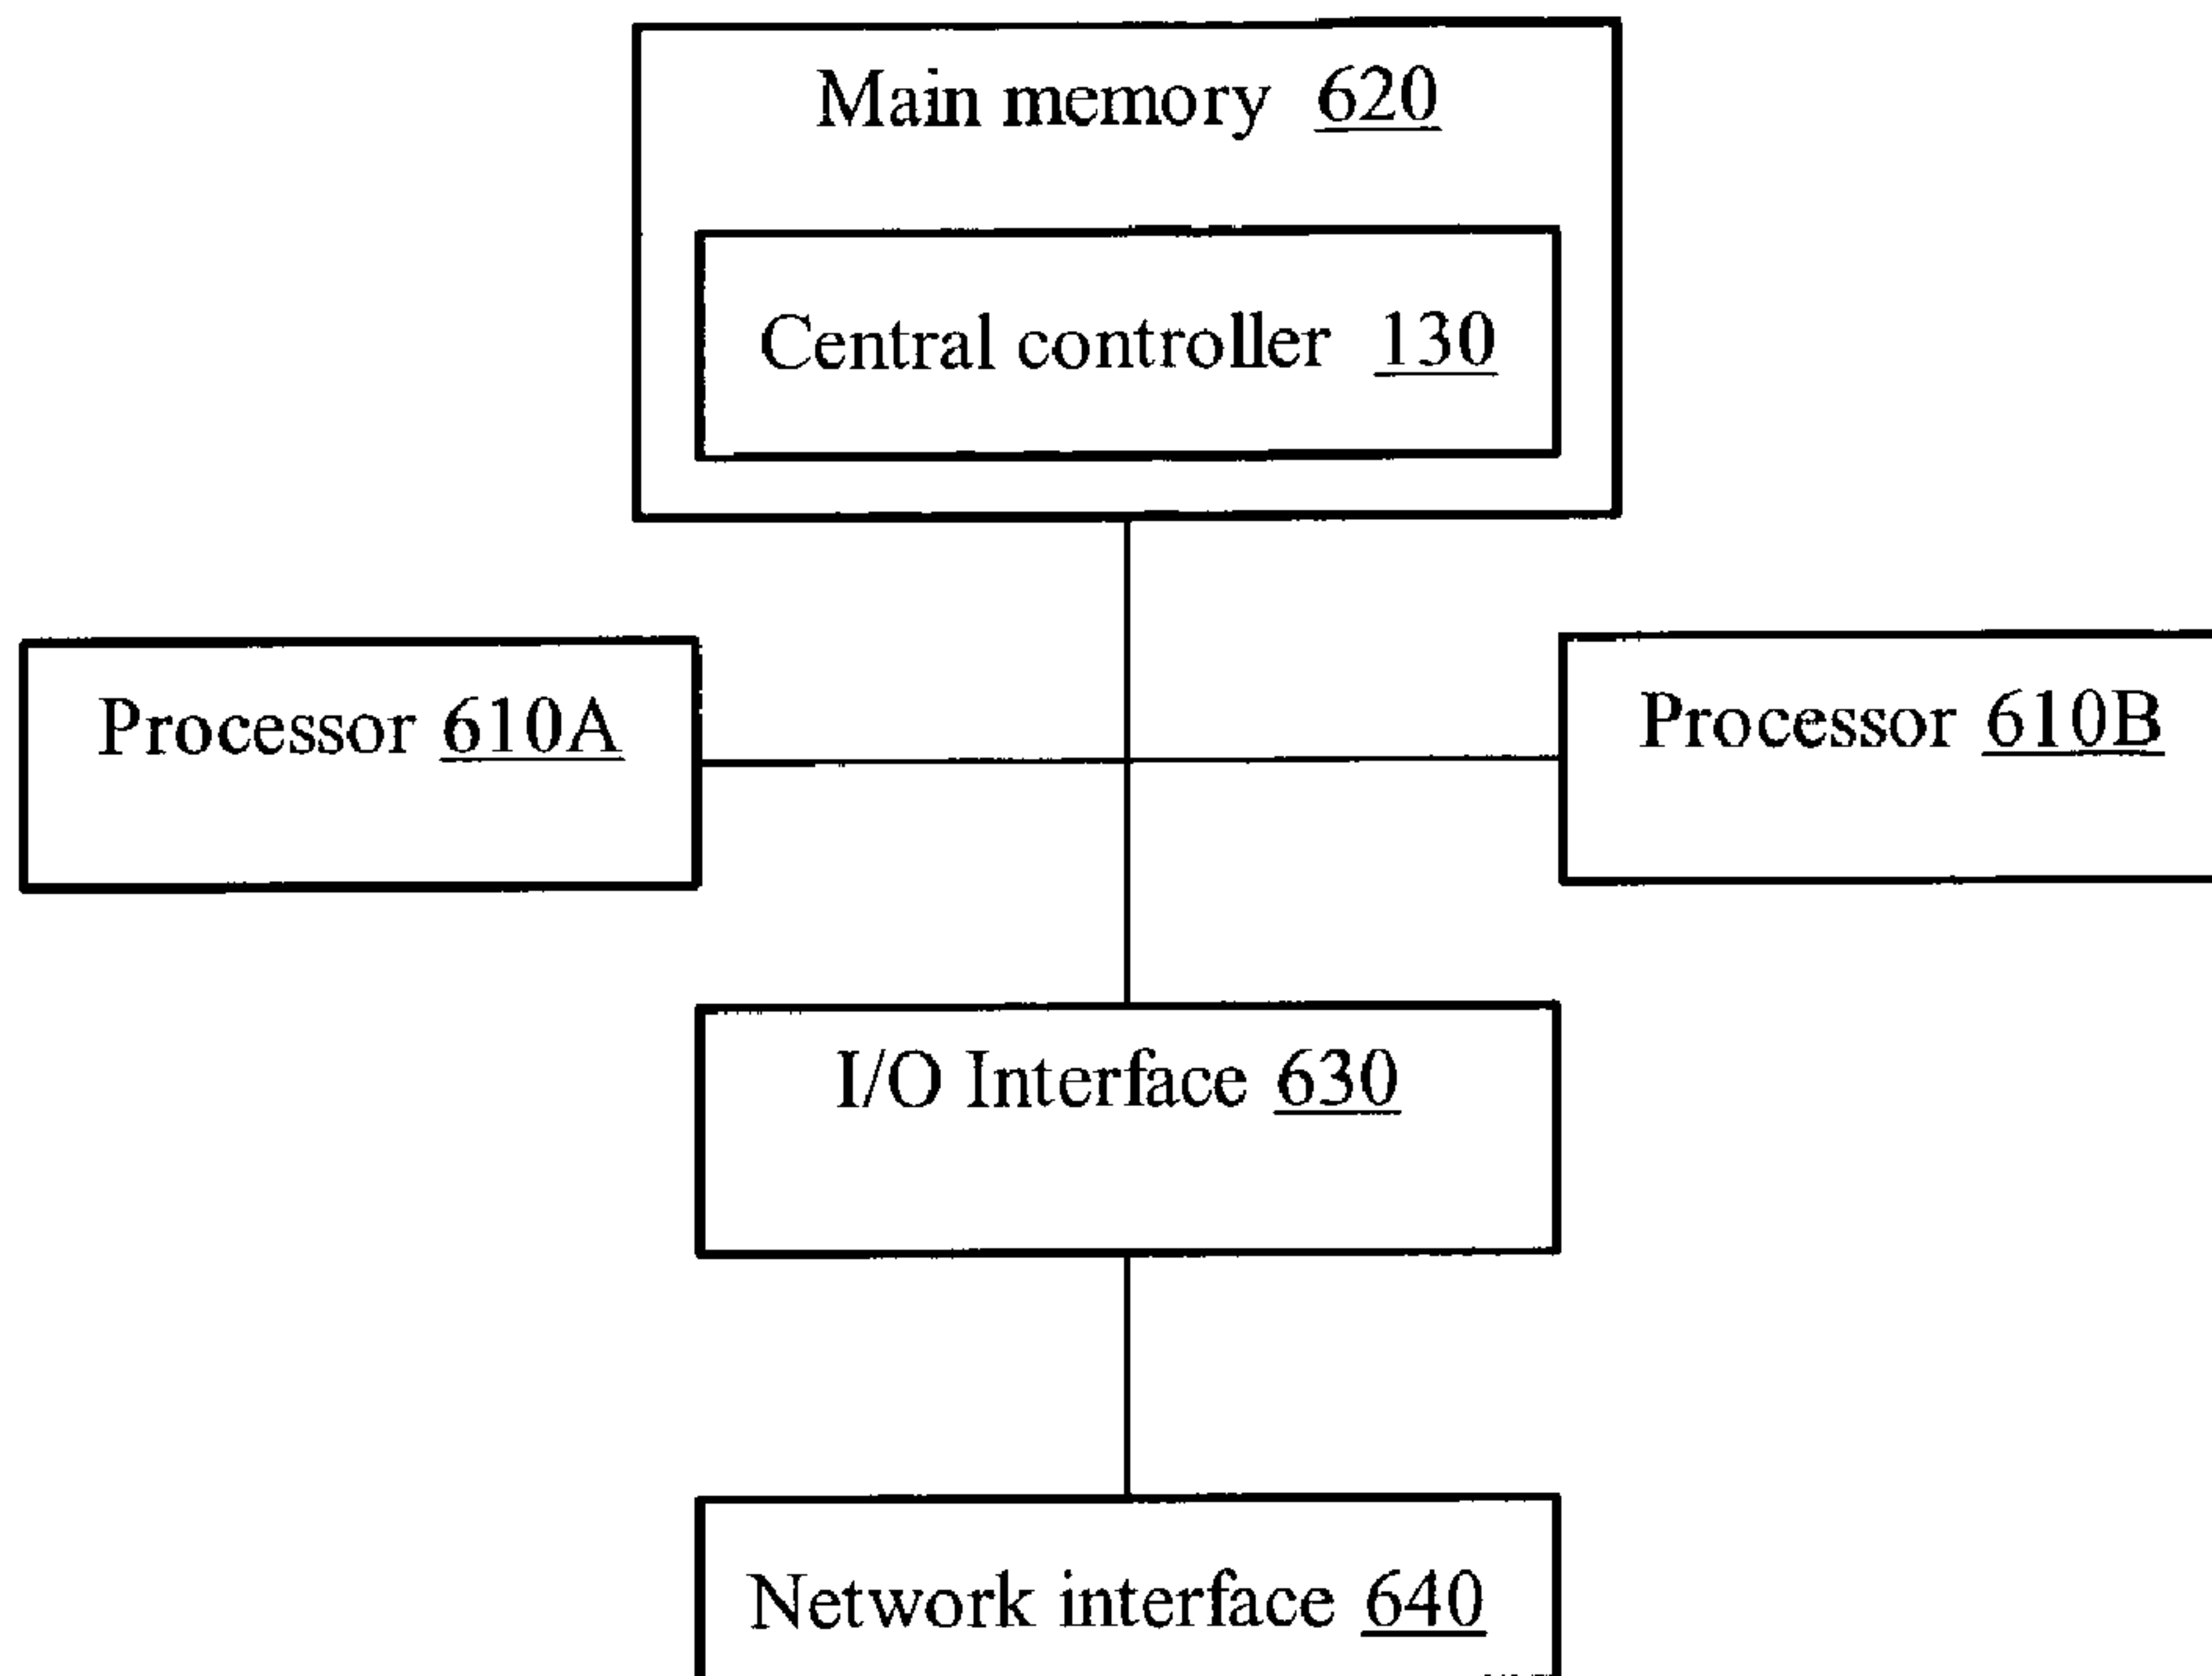 Main memory 620
Central controller 130
Processor 610A
Processor 610B
I/O Interface 630
Network interface 640